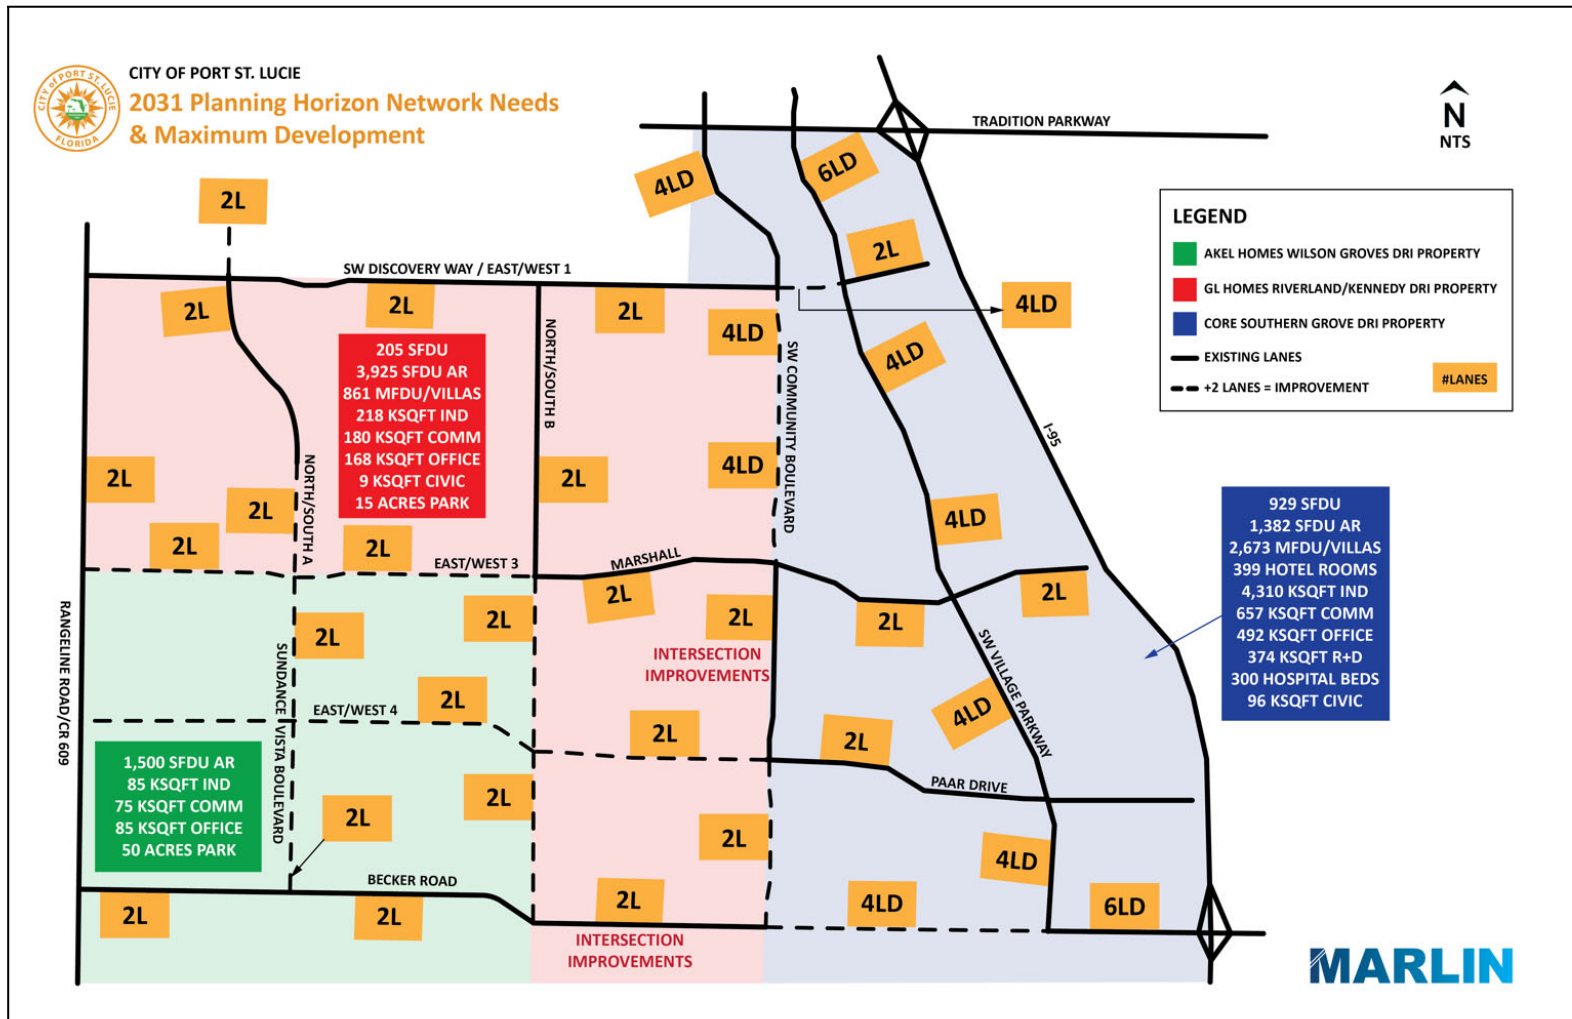 CITY OF PORT ST. LUCIE
2031 Planning Horizon Network Needs
& Maximum Development
CITY of PORT ST. LUCIE
FLORIDA
TRADITION PARKWAY
N
NTS
4LD
6LD
2L
2L
LEGEND
AKEL HOMES WILSON GROVES DRI PROPERTY
GL HOMES RIVERLAND/KENNEDY DRI PROPERTY
CORE SOUTHERN GROVE DRI PROPERTY
EXISTING LANES
+2 LANES = IMPROVEMENT
#LANES
SW DISCOVERY WAY / EAST/WEST 1
2L
2L
2L
4LD
4LD
4LD
205 SFDU
3,925 SFDU AR
861 MFDU/VILLAS
218 KSQFT IND
180 KSQFT COMM
168 KSQFT OFFICE
9 KSQFT CIVIC
15 ACRES PARK
NORTH/SOUTH B
SW COMMUNITY BOULEVARD
I-95
2L
2L
2L
4LD
NORTH/SOUTH A
4LD
2L
2L
EAST/WEST 3
MARSHALL
929 SFDU
1,382 SFDU AR
2,673 MFDU/VILLAS
399 HOTEL ROOMS
4,310 KSQFT IND
657 KSQFT COMM
492 KSQFT OFFICE
374 KSQFT R+D
300 HOSPITAL BEDS
96 KSQFT CIVIC
RANGELINE ROAD/CR 609
2L
2L
2L
2L
2L
2L
INTERSECTION
IMPROVEMENTS
SUNDANCE VISTA BOULEVARD
SW VILLAGE PARKWAY
EAST/WEST 4
2L
2L
2L
4LD
1,500 SFDU AR
85 KSQFT IND
75 KSQFT COMM
85 KSQFT OFFICE
50 ACRES PARK
2L
2L
2L
PAAR DRIVE
4LD
BECKER ROAD
2L
2L
2L
4LD
6LD
INTERSECTION
IMPROVEMENTS
MARLIN